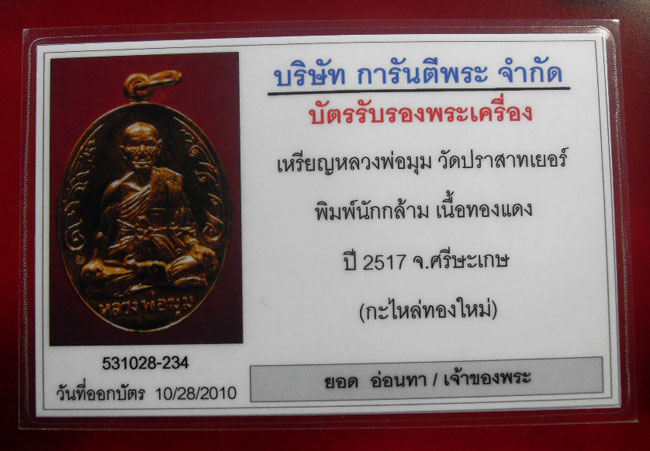 บริษัท การันตีพระ จำกัด
บัตรรับรองพระเครื่อง
เหรียญหลวงพ่อมุม วัดปราสาทเยอร์
พิมพ์นักกล้าม เนื้อทองแดง
ปี 2517 จ.ศรีษะเกษ
(กะไหล่ทองใหม่)
ยอด อ่อนทา / เจ้าของพระ
หลวงพ่อมุม
531028-234
วันที่ออกบัตร 10/28/2010